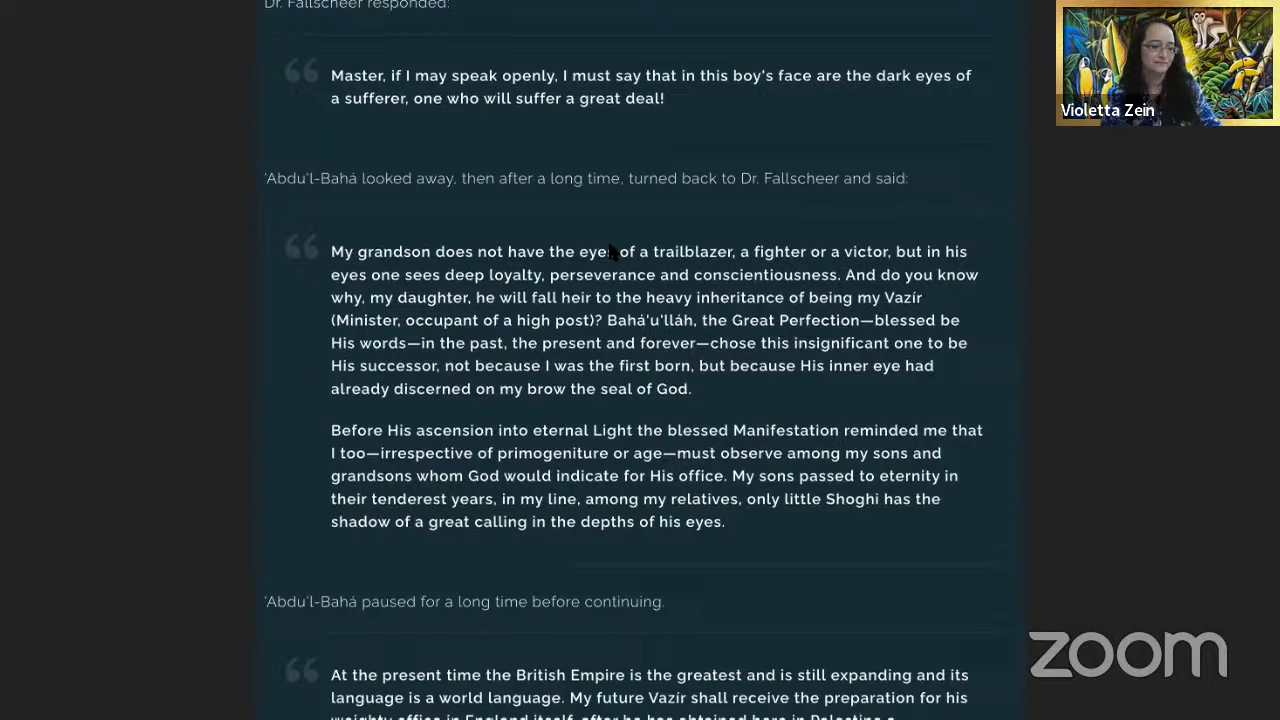 Dr. Fallscheer responded:
Master, if I may speak openly, I must say that in this boy's face are the dark eyes of
a sufferer, one who will suffer a great deal!
'Abdu'l-Bahá looked away, then after a long time, turned back to Dr. Fallscheer and said:
My grandson does not have the eyes of a trailblazer, a fighter or a victor, but in his
eyes one sees deep loyalty, perseverance and conscientiousness. And do you know
why, my daughter, he will fall heir to the heavy inheritance of being my Vazír
(Minister, occupant of a high post)? Bahá'u'lláh, the Great Perfection—blessed be
His words—in the past, the present and forever—chose this insignificant one to be
His successor, not because I was the first born, but because His inner eye had
already discerned on my brow the seal of God.
Before His ascension into eternal Light the blessed Manifestation reminded me that
I too—irrespective of primogeniture or age—must observe among my sons and
grandsons whom God would indicate for His office. My sons passed to eternity in
their tenderest years, in my line, among my relatives, only little Shoghi has the
shadow of a great calling in the depths of his eyes.
'Abdu'l-Bahá paused for a long time before continuing.
At the present time the British Empire is the greatest and is still expanding and its
language is a world language. My future Vazír shall receive the preparation for his
weighty office in England itself, after he has obtained here in Palestine a
Violetta Zein
zoom